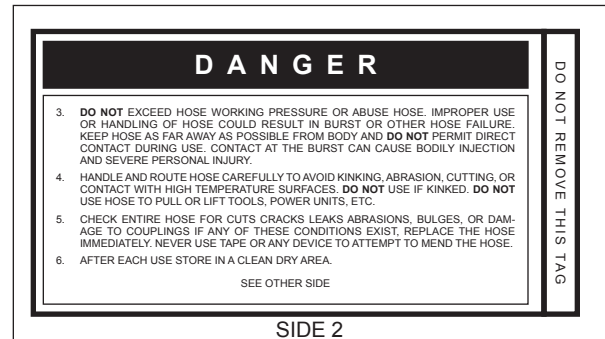 DANGER
3. DO NOT EXCEED HOSE WORKING PRESSURE OR ABUSE HOSE. IMPROPER USE
OR HANDLING OF HOSE COULD RESULT IN BURST OR OTHER HOSE FAILURE.
KEEP HOSE AS FAR AWAY AS POSSIBLE FROM BODY AND DO NOT PERMIT DIRECT
CONTACT DURING USE. CONTACT AT THE BURST CAN CAUSE BODILY INJECTION
AND SEVERE PERSONAL INJURY.
4. HANDLE AND ROUTE HOSE CAREFULLY TO AVOID KINKING, ABRASION, CUTTING, OR
CONTACT WITH HIGH TEMPERATURE SURFACES. DO NOT USE IF KINKED. DO NOT
USE HOSE TO PULL OR LIFT TOOLS, POWER UNITS, ETC.
5. CHECK ENTIRE HOSE FOR CUTS CRACKS LEAKS ABRASIONS, BULGES, OR DAM-
AGE TO COUPLINGS IF ANY OF THESE CONDITIONS EXIST, REPLACE THE HOSE
IMMEDIATELY. NEVER USE TAPE OR ANY DEVICE TO ATTEMPT TO MEND THE HOSE.
6. AFTER EACH USE STORE IN A CLEAN DRY AREA.
SEE OTHER SIDE
DO NOT REMOVE THIS TAG
SIDE 2